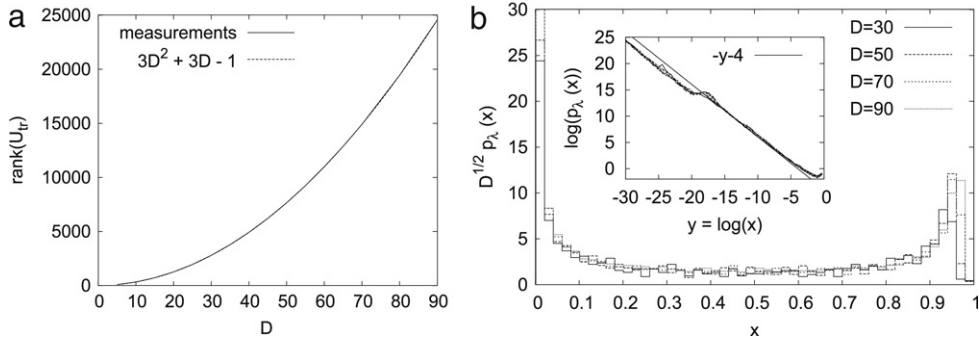 a
25000
20000
15000
10000
5000
0
rank(U_tr)
measurements
3D^2 + 3D - 1
0 10 20 30 40 50 60 70 80 90
D
b
30
25
20
15
10
5
0
D^1/2 p_λ (x)
D=30
D=50
D=70
D=90
25
20
15
10
5
0
log(p_λ (x))
-y-4
-30 -25 -20 -15 -10 -5 0
y = log(x)
0 0.1 0.2 0.3 0.4 0.5 0.6 0.7 0.8 0.9 1
x